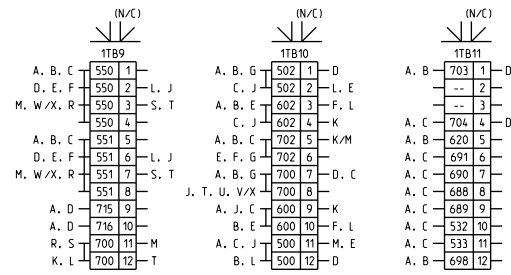 (N/C) (N/C) (N/C)
1TB9 1TB10 1TB11
A. B. C 550 1
D. E. F 550 2 L. J
M. W/X. R 550 3 S. T
550 4
A. B. C 551 5
D. E. F 551 6 L. J
M. W/X. R 551 7 S. T
551 8
A. D 715 9
A. D 716 10
R. S 700 11 M
K. L 700 12 T
A. B. G 502 1 D
C. J 502 2 L. E
A. B. E 602 3 F. L
C. J 602 4 K
A. B. C 702 5 K/M
E. F. G 702 6
A. B. G 700 7 D. C
J. T. U. V/X 700 8
A. J. C 600 9 K
B. E 600 10 F. L
A. C. J 500 11 M. E
B. L 500 12 D
A. B 703 1 D
-- 2
-- 3
A. C 704 4 D
A. B 620 5
A. C 691 6
A. C 690 7
A. C 688 8
A. C 689 9
A. C 532 10
A. C 533 11
A. B 698 12